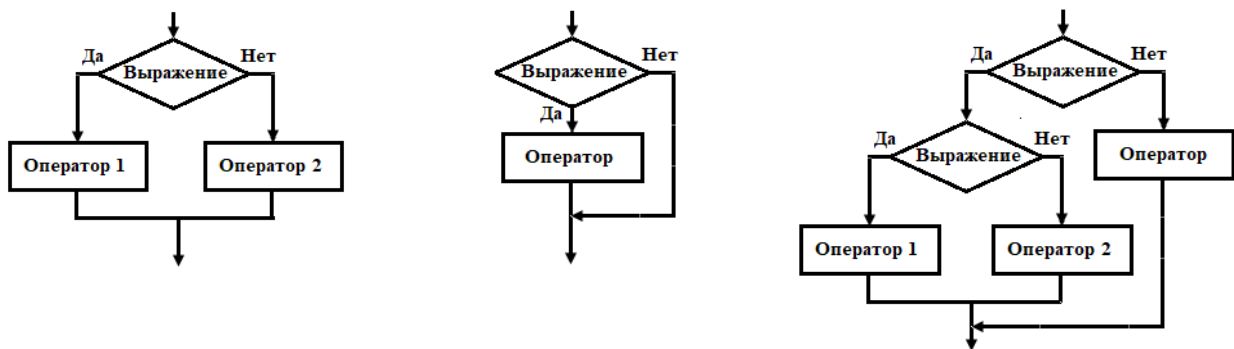 Да
Нет
Выражение
Оператор 1
Оператор 2
Нет
Выражение
Да
Оператор
Да
Нет
Выражение
Да
Нет
Выражение
Оператор
Оператор 1
Оператор 2